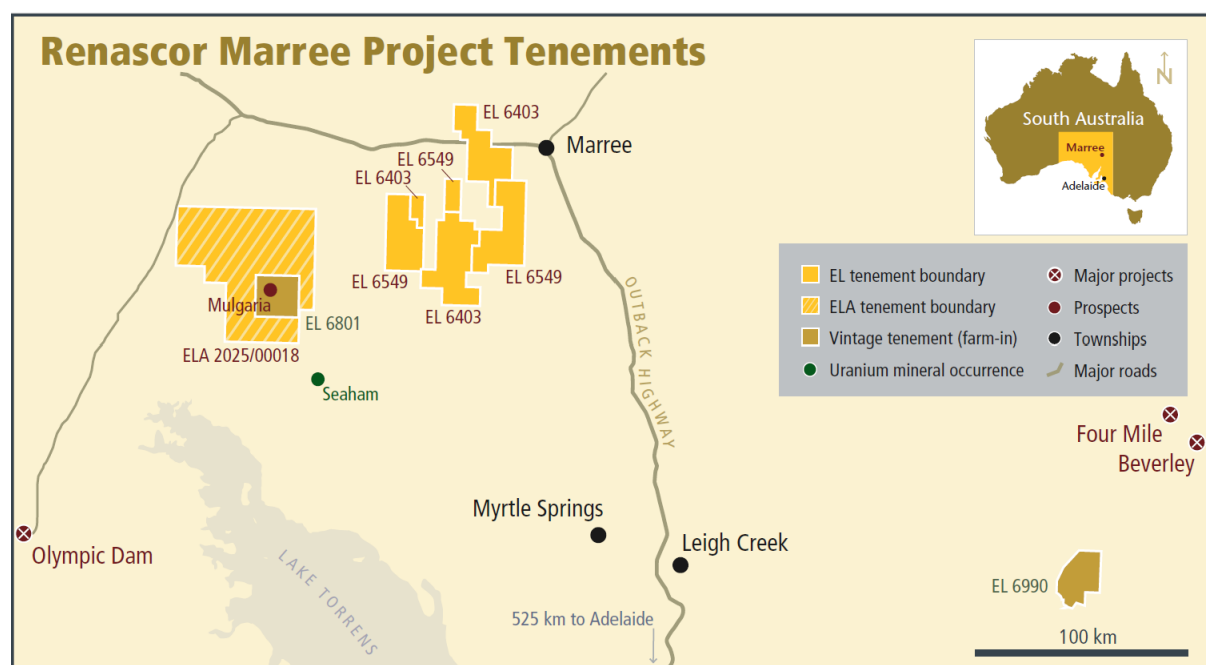 Renascor Marree Project Tenements
N
South Australia
Marree
Adelaide
EL 6403
Marree
EL 6549
EL 6403
EL 6549
EL 6549
EL 6403
Mulgaria
EL 6801
ELA 2025/00018
Seaham
OUTBACK HIGHWAY
EL tenement boundary
ELA tenement boundary
Vintage tenement (farm-in)
Uranium mineral occurrence
Major projects
Prospects
Townships
Major roads
Four Mile
Beverley
Myrtle Springs
Leigh Creek
Olympic Dam
LAKE TORRENS
EL 6990
525 km to Adelaide
100 km